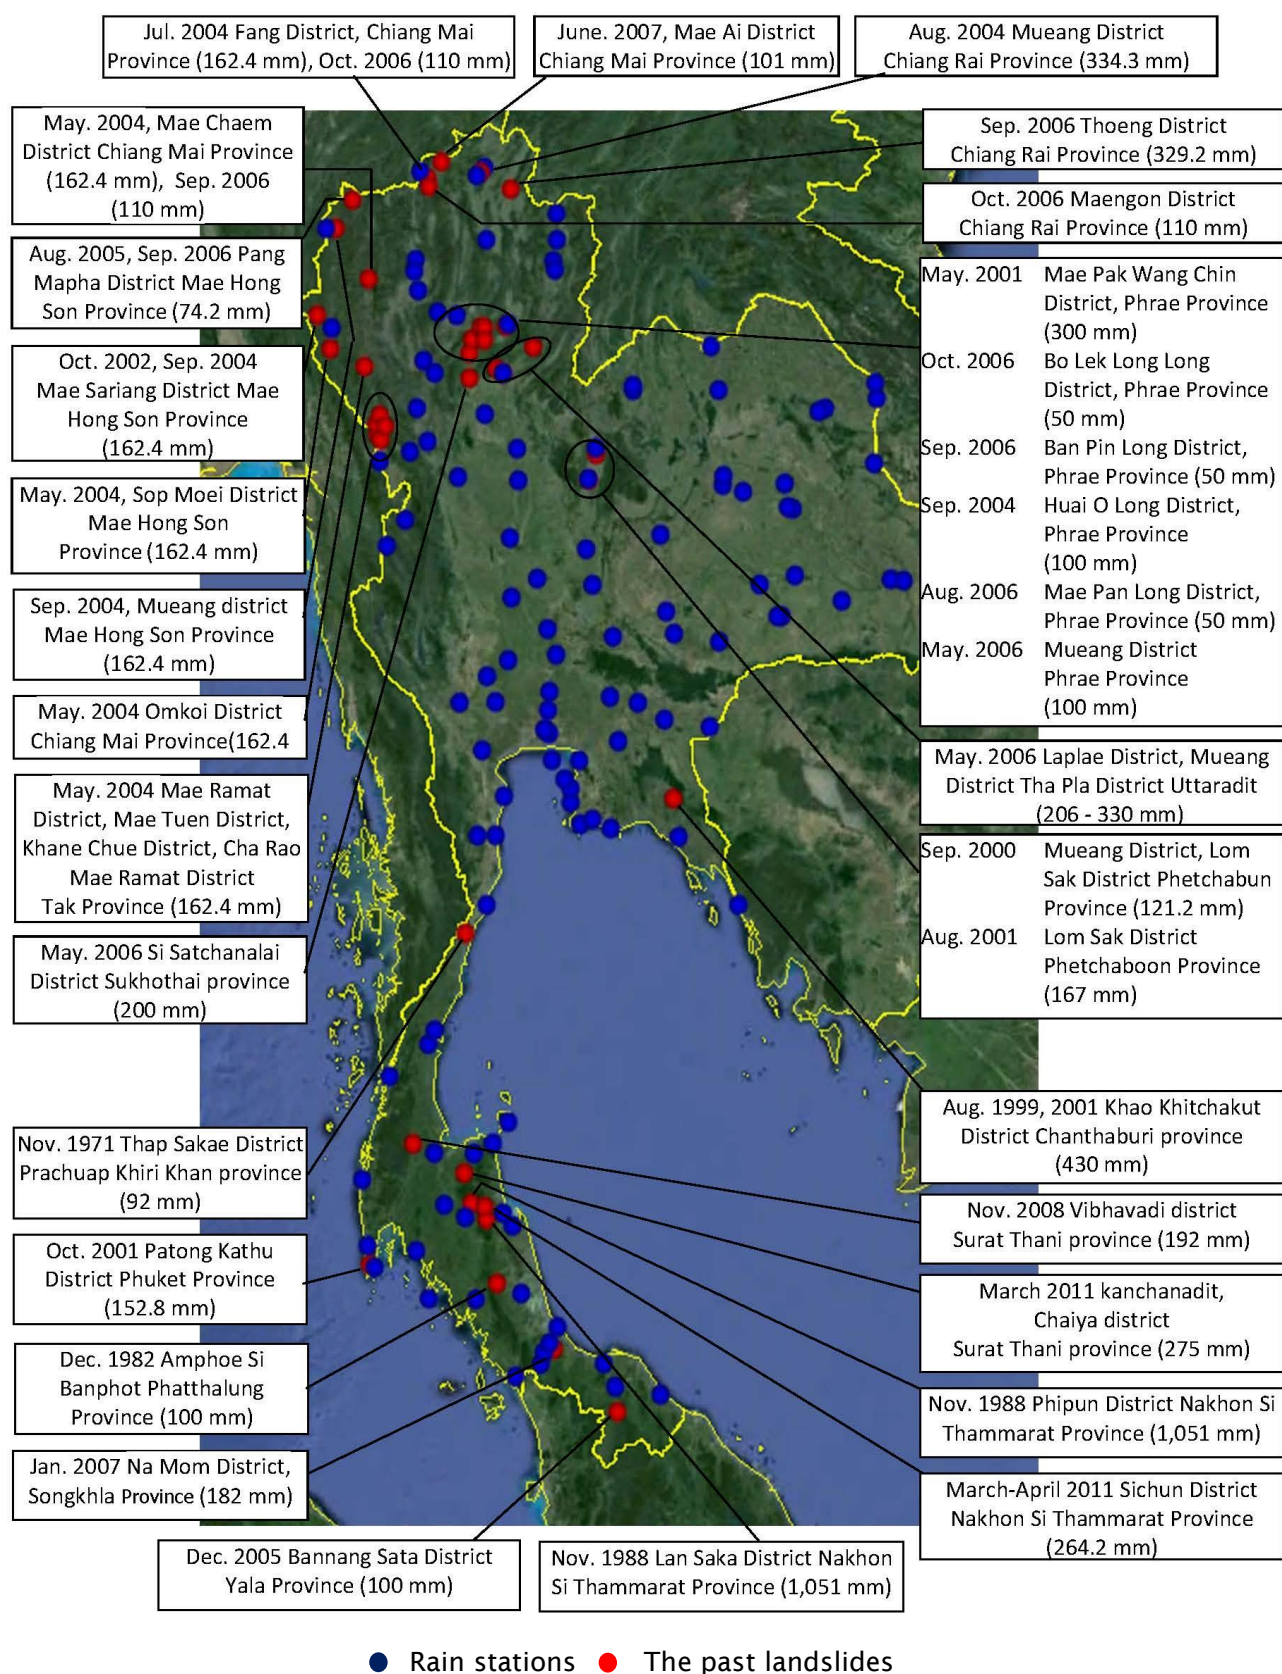 Jul. 2004 Fang District, Chiang Mai
Province (162.4 mm), Oct. 2006 (110 mm)
June. 2007, Mae Ai District
Chiang Mai Province (101 mm)
Aug. 2004 Mueang District
Chiang Rai Province (334.3 mm)
May. 2004, Mae Chaem
District Chiang Mai Province
(162.4 mm), Sep. 2006
(110 mm)
Aug. 2005, Sep. 2006 Pang
Mapha District Mae Hong
Son Province (74.2 mm)
Oct. 2002, Sep. 2004
Mae Sariang District Mae
Hong Son Province
(162.4 mm)
May. 2004, Sop Moei District
Mae Hong Son
Province (162.4 mm)
Sep. 2004, Mueang district
Mae Hong Son Province
(162.4 mm)
May. 2004 Omkoi District
Chiang Mai Province(162.4
May. 2004 Mae Ramat
District, Mae Tuen District,
Khane Chue District, Cha Rao
Mae Ramat District
Tak Province (162.4 mm)
May. 2006 Si Satchanalai
District Sukhothai province
(200 mm)
Nov. 1971 Thap Sakae District
Prachuap Khiri Khan province
(92 mm)
Oct. 2001 Patong Kathu
District Phuket Province
(152.8 mm)
Dec. 1982 Amphoe Si
Banphot Phatthalung
Province (100 mm)
Jan. 2007 Na Mom District,
Songkhla Province (182 mm)
Sep. 2006 Thoeng District
Chiang Rai Province (329.2 mm)
Oct. 2006 Maengon District
Chiang Rai Province (110 mm)
May. 2001 Mae Pak Wang Chin
District, Phrae Province
(300 mm)
Oct. 2006 Bo Lek Long Long
District, Phrae Province
(50 mm)
Sep. 2006 Ban Pin Long District,
Phrae Province (50 mm)
Sep. 2004 Huai O Long District,
Phrae Province
(100 mm)
Aug. 2006 Mae Pan Long District,
Phrae Province (50 mm)
May. 2006 Mueang District
Phrae Province
(100 mm)
May. 2006 Laplae District, Mueang
District Tha Pla District Uttaradit
(206 - 330 mm)
Sep. 2000 Mueang District, Lom
Sak District Phetchabun
Province (121.2 mm)
Aug. 2001 Lom Sak District
Phetchaboon Province
(167 mm)
Aug. 1999, 2001 Khao Khitchakut
District Chanthaburi province
(430 mm)
Nov. 2008 Vibhavadi district
Surat Thani province (192 mm)
March 2011 kanchanadit,
Chaiya district
Surat Thani province (275 mm)
Nov. 1988 Phipun District Nakhon Si
Thammarat Province (1,051 mm)
March-April 2011 Sichun District
Nakhon Si Thammarat Province
(264.2 mm)
Dec. 2005 Bannang Sata District
Yala Province (100 mm)
Nov. 1988 Lan Saka District Nakhon
Si Thammarat Province (1,051 mm)
Rain stations The past landslides